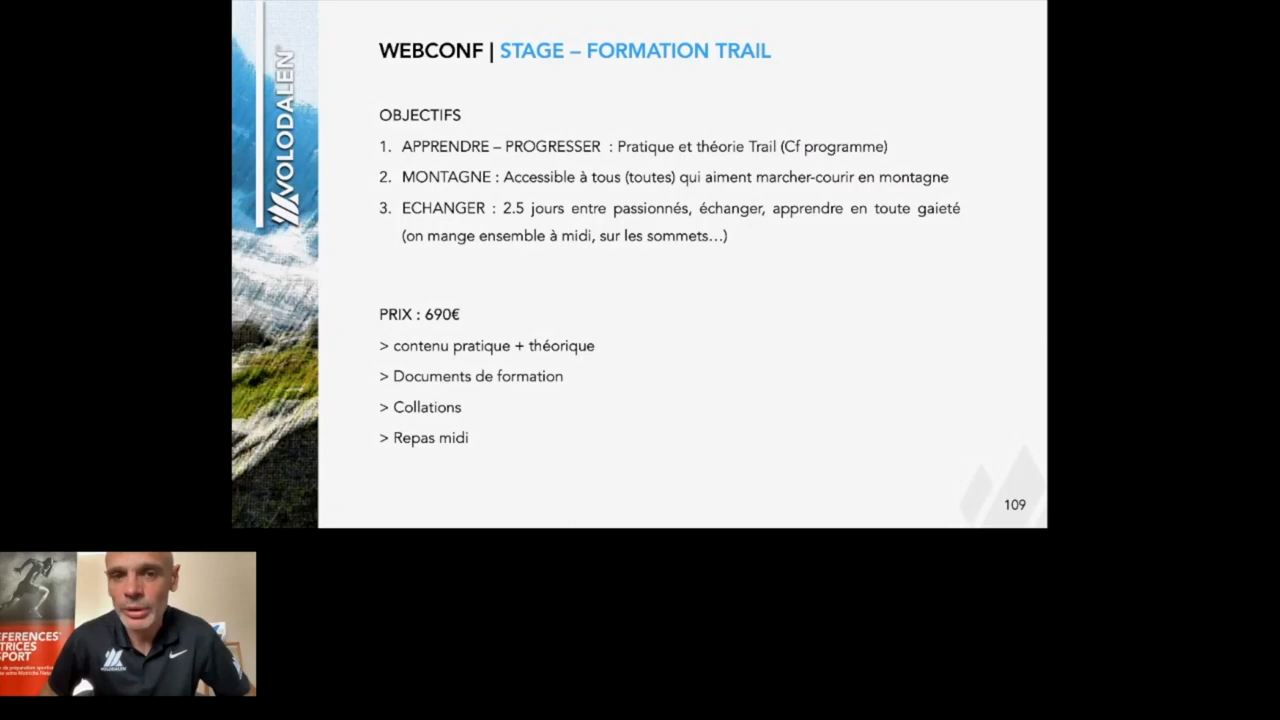 WEBCONF | STAGE – FORMATION TRAIL
VOLODALEN
OBJECTIFS
1. APPRENDRE – PROGRESSER : Pratique et théorie Trail (Cf programme)
2. MONTAGNE : Accessible à tous (toutes) qui aiment marcher-courir en montagne
3. ECHANGER : 2.5 jours entre passionnés, échanger, apprendre en toute gaieté
(on mange ensemble à midi, sur les sommets...)
PRIX : 690€
> contenu pratique + théorique
> Documents de formation
> Collations
> Repas midi
109
ÉFERENCES
TRICES
SPORT
VOLODALEN